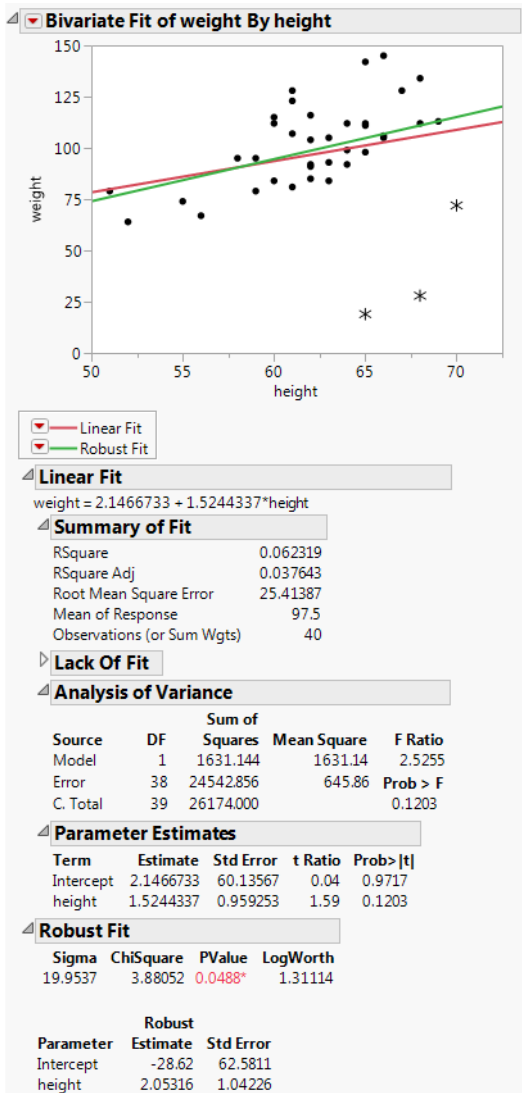 Bivariate Fit of weight By height
150
125
100
75
50
25
0
weight
50 55 60 65 70
height
Linear Fit
Robust Fit
Linear Fit
weight = 2.1466733 + 1.5244337*height
Summary of Fit
RSquare 0.062319
RSquare Adj 0.037643
Root Mean Square Error 25.41387
Mean of Response 97.5
Observations (or Sum Wgts) 40
Lack Of Fit
Analysis of Variance
Sum of
Source DF Squares Mean Square F Ratio
Model 1 1631.144 1631.14 2.5255
Error 38 24542.856 645.86 Prob > F
C. Total 39 26174.000 0.1203
Parameter Estimates
Term Estimate Std Error t Ratio Prob>|t|
Intercept 2.1466733 60.13567 0.04 0.9717
height 1.5244337 0.959253 1.59 0.1203
Robust Fit
Sigma ChiSquare PValue LogWorth
19.9537 3.88052 0.0488* 1.31114
Robust
Parameter Estimate Std Error
Intercept -28.62 62.5811
height 2.05316 1.04226